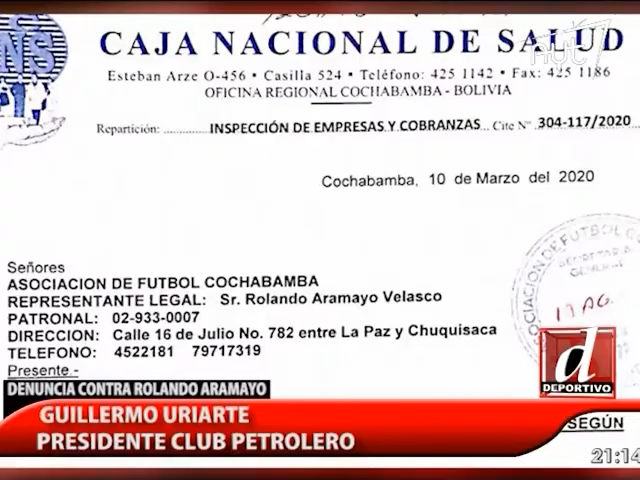 CAJA NACIONAL DE SALUD
Esteban Arze O-456 • Casilla 524 • Teléfono: 425 1142 • Fax: 425 1186
OFICINA REGIONAL COCHABAMBA - BOLIVIA
Repartición: ............ INSPECCIÓN DE EMPRESAS Y COBRANZAS... Cite Nº 304-117/2020
Cochabamba, 10 de Marzo del 2020
Señores
ASOCIACION DE FUTBOL COCHABAMBA
REPRESENTANTE LEGAL: Sr. Rolando Aramayo Velasco
PATRONAL: 02-933-0007
DIRECCION: Calle 16 de Julio No. 782 entre La Paz y Chuquisaca
TELEFONO: 4522181 79717319
Presente.-
DENUNCIA CONTRA ROLANDO ARAMAYO
GUILLERMO URIARTE
PRESIDENTE CLUB PETROLERO
d
DEPORTIVO
SEGÚN
21:14